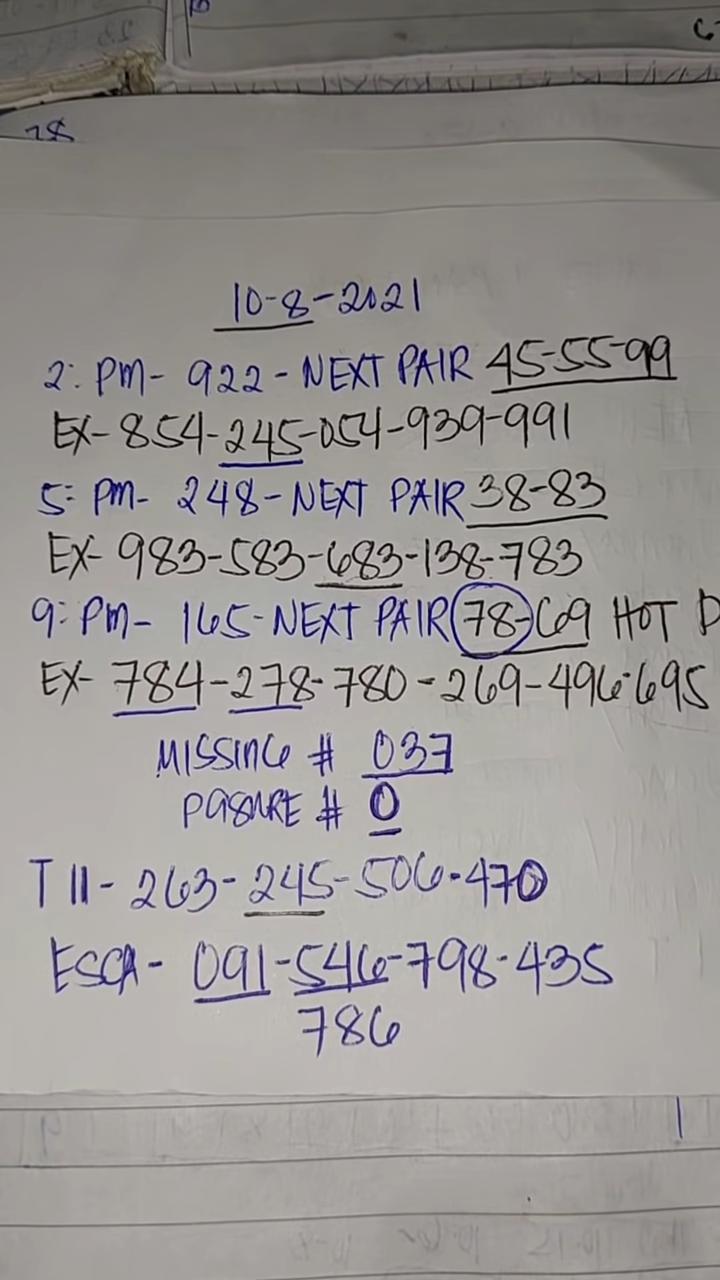 78
10-8-2021
2: PM- 922-NEXT PAIR 45-55-99
EX-854-245-054-939-991
5: PM- 248-NEXT PAIR 38-83
EX- 983-583-683-138-783
9: PM- 165-NEXT PAIR 78-69 HOT D
EX- 784-278-780-269-496-695
MISSING # 037
PASURE # 0
T 11- 263-245-506-470
ESCA- 091-546-798-435
786